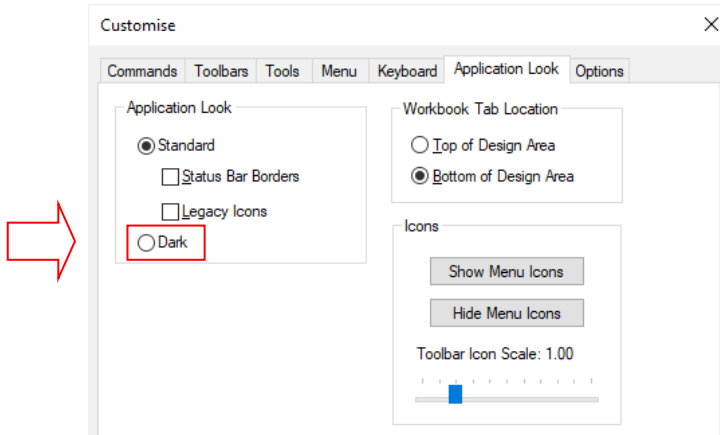 Customise
Commands Toolbars Tools Menu Keyboard Application Look Options
Application Look
Standard
Status Bar Borders
Legacy Icons
Dark
Workbook Tab Location
Top of Design Area
Bottom of Design Area
Icons
Show Menu Icons
Hide Menu Icons
Toolbar Icon Scale: 1.00